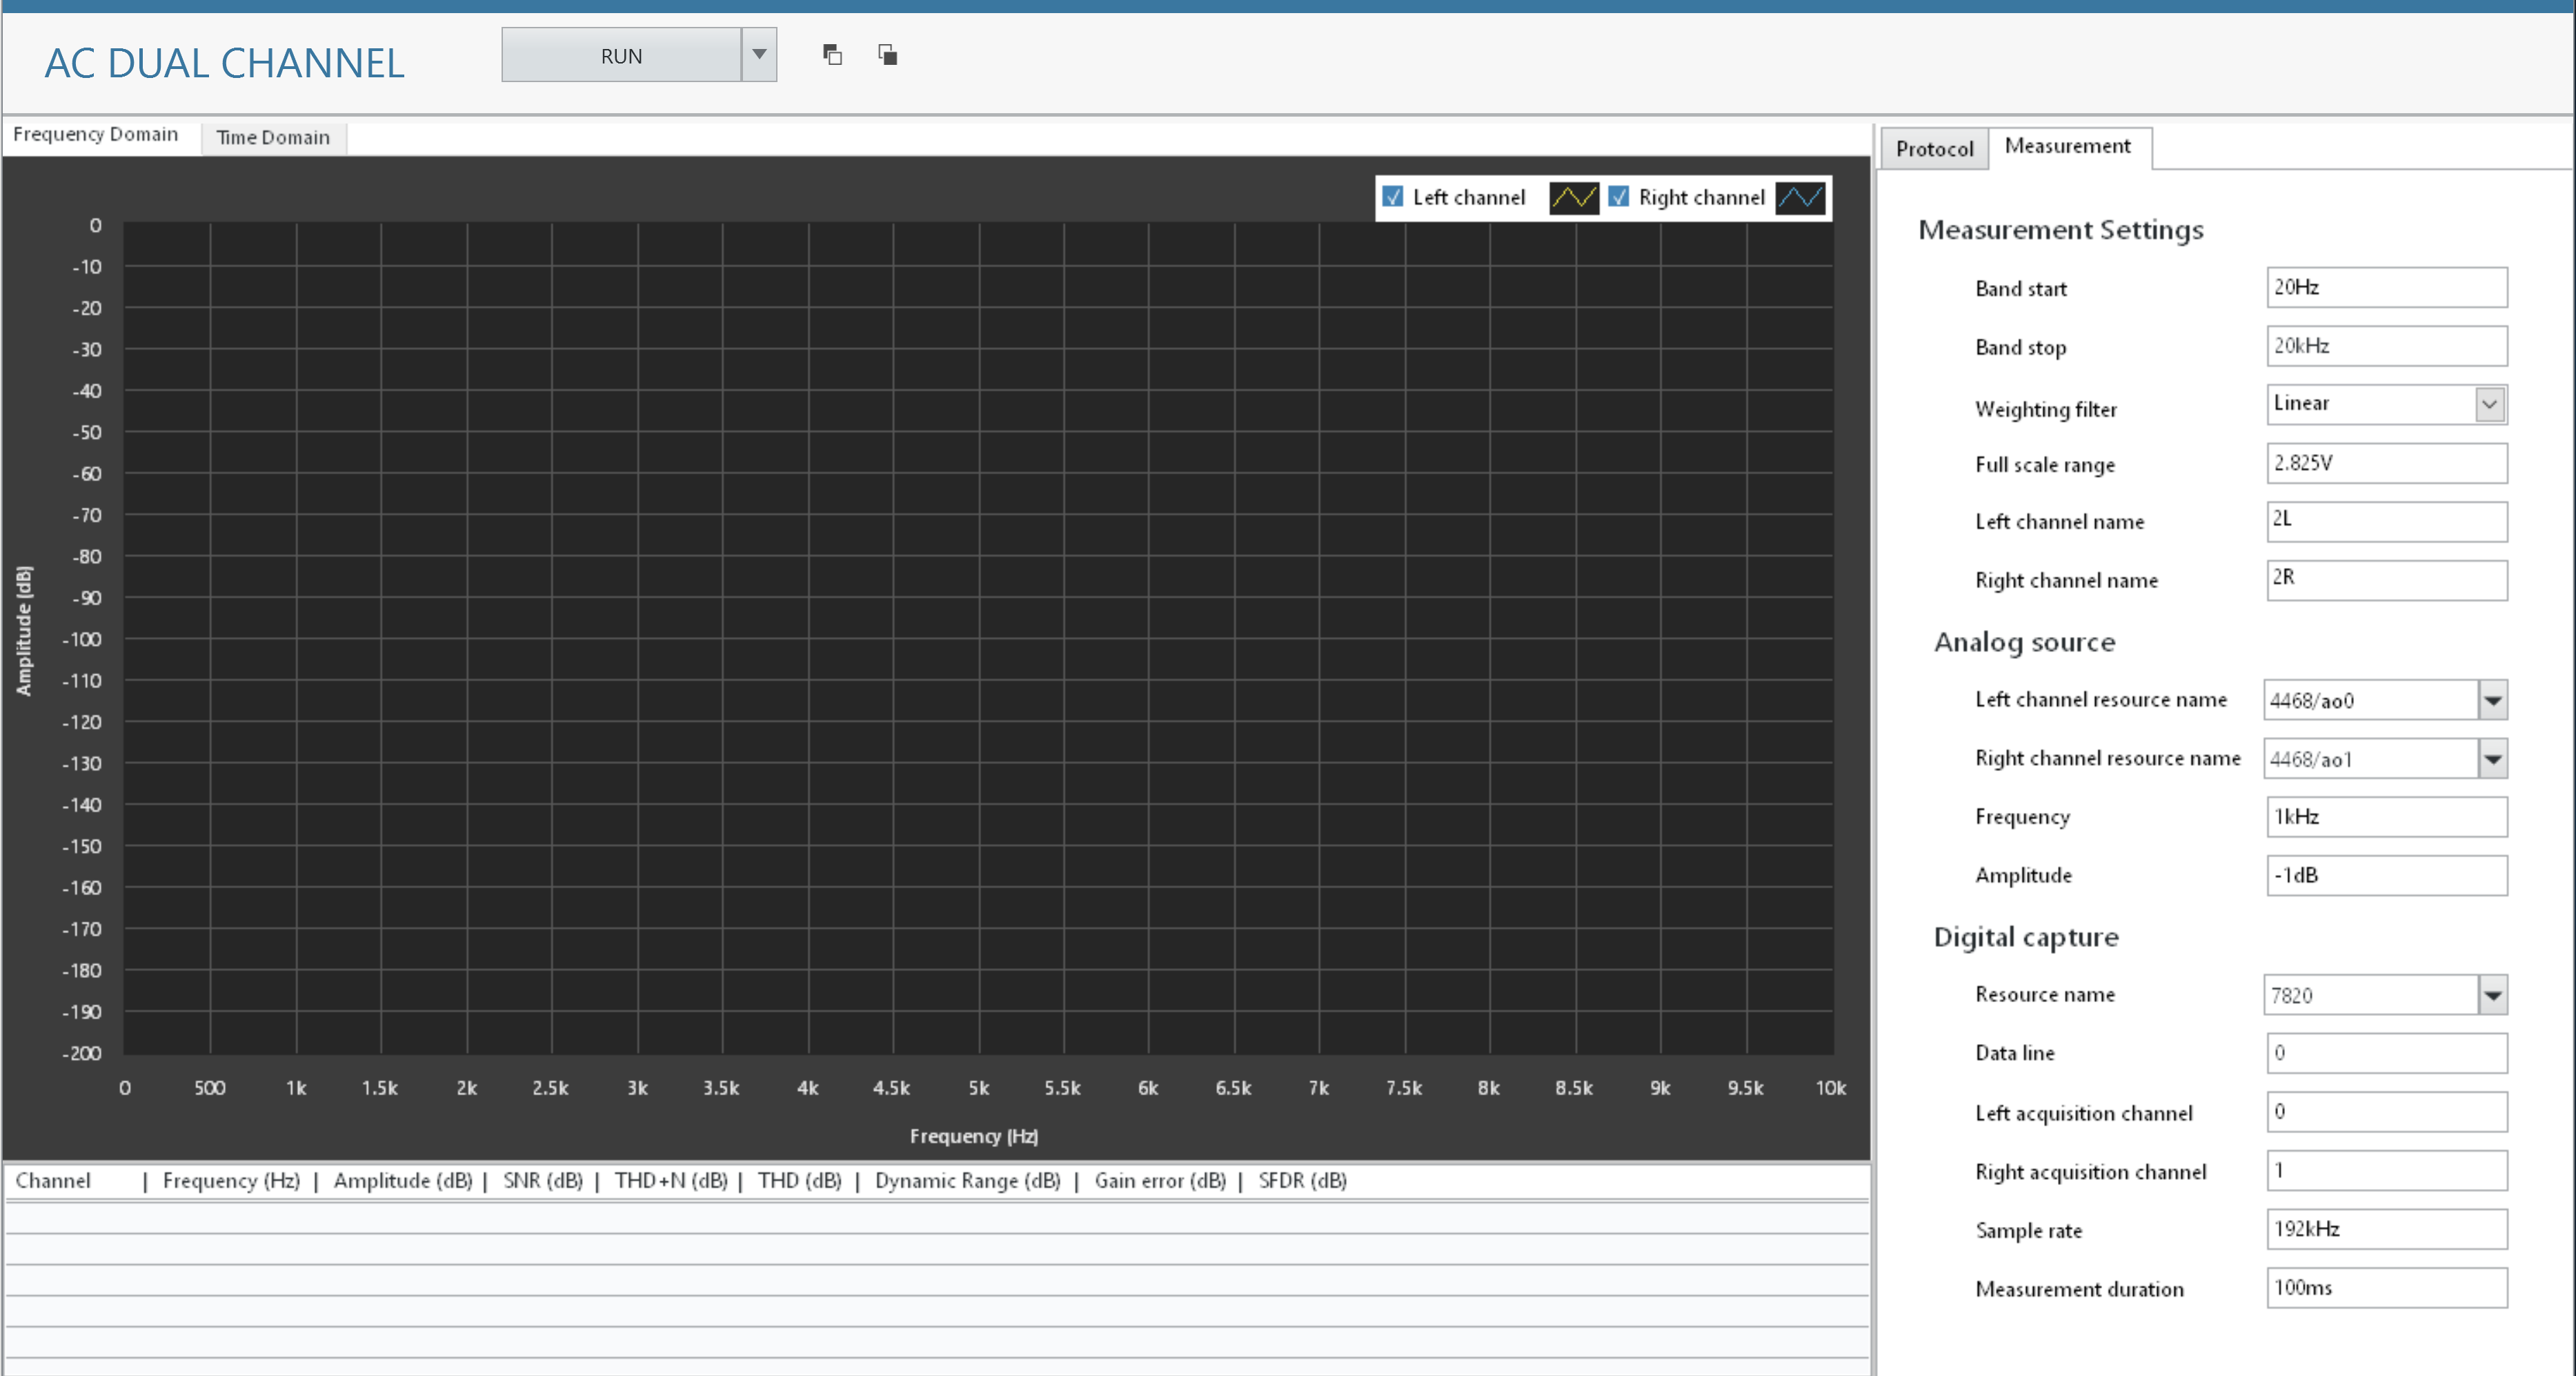 AC DUAL CHANNEL
RUN
Frequency Domain
Time Domain
Left channel
Right channel
0
-10
-20
-30
-40
-50
-60
-70
-80
-90
-100
-110
-120
-130
-140
-150
-160
-170
-180
-190
-200
Amplitude (dB)
0 500 1k 1.5k 2k 2.5k 3k 3.5k 4k 4.5k 5k 5.5k 6k 6.5k 7k 7.5k 8k 8.5k 9k 9.5k 10k
Frequency (Hz)
Channel | Frequency (Hz) | Amplitude (dB) | SNR (dB) | THD+N (dB) | THD (dB) | Dynamic Range (dB) | Gain error (dB) | SFDR (dB)
Protocol
Measurement
Measurement Settings
Band start 20Hz
Band stop 20kHz
Weighting filter Linear
Full scale range 2.825V
Left channel name 2L
Right channel name 2R
Analog source
Left channel resource name 4468/ao0
Right channel resource name 4468/ao1
Frequency 1kHz
Amplitude -1dB
Digital capture
Resource name 7820
Data line 0
Left acquisition channel 0
Right acquisition channel 1
Sample rate 192kHz
Measurement duration 100ms